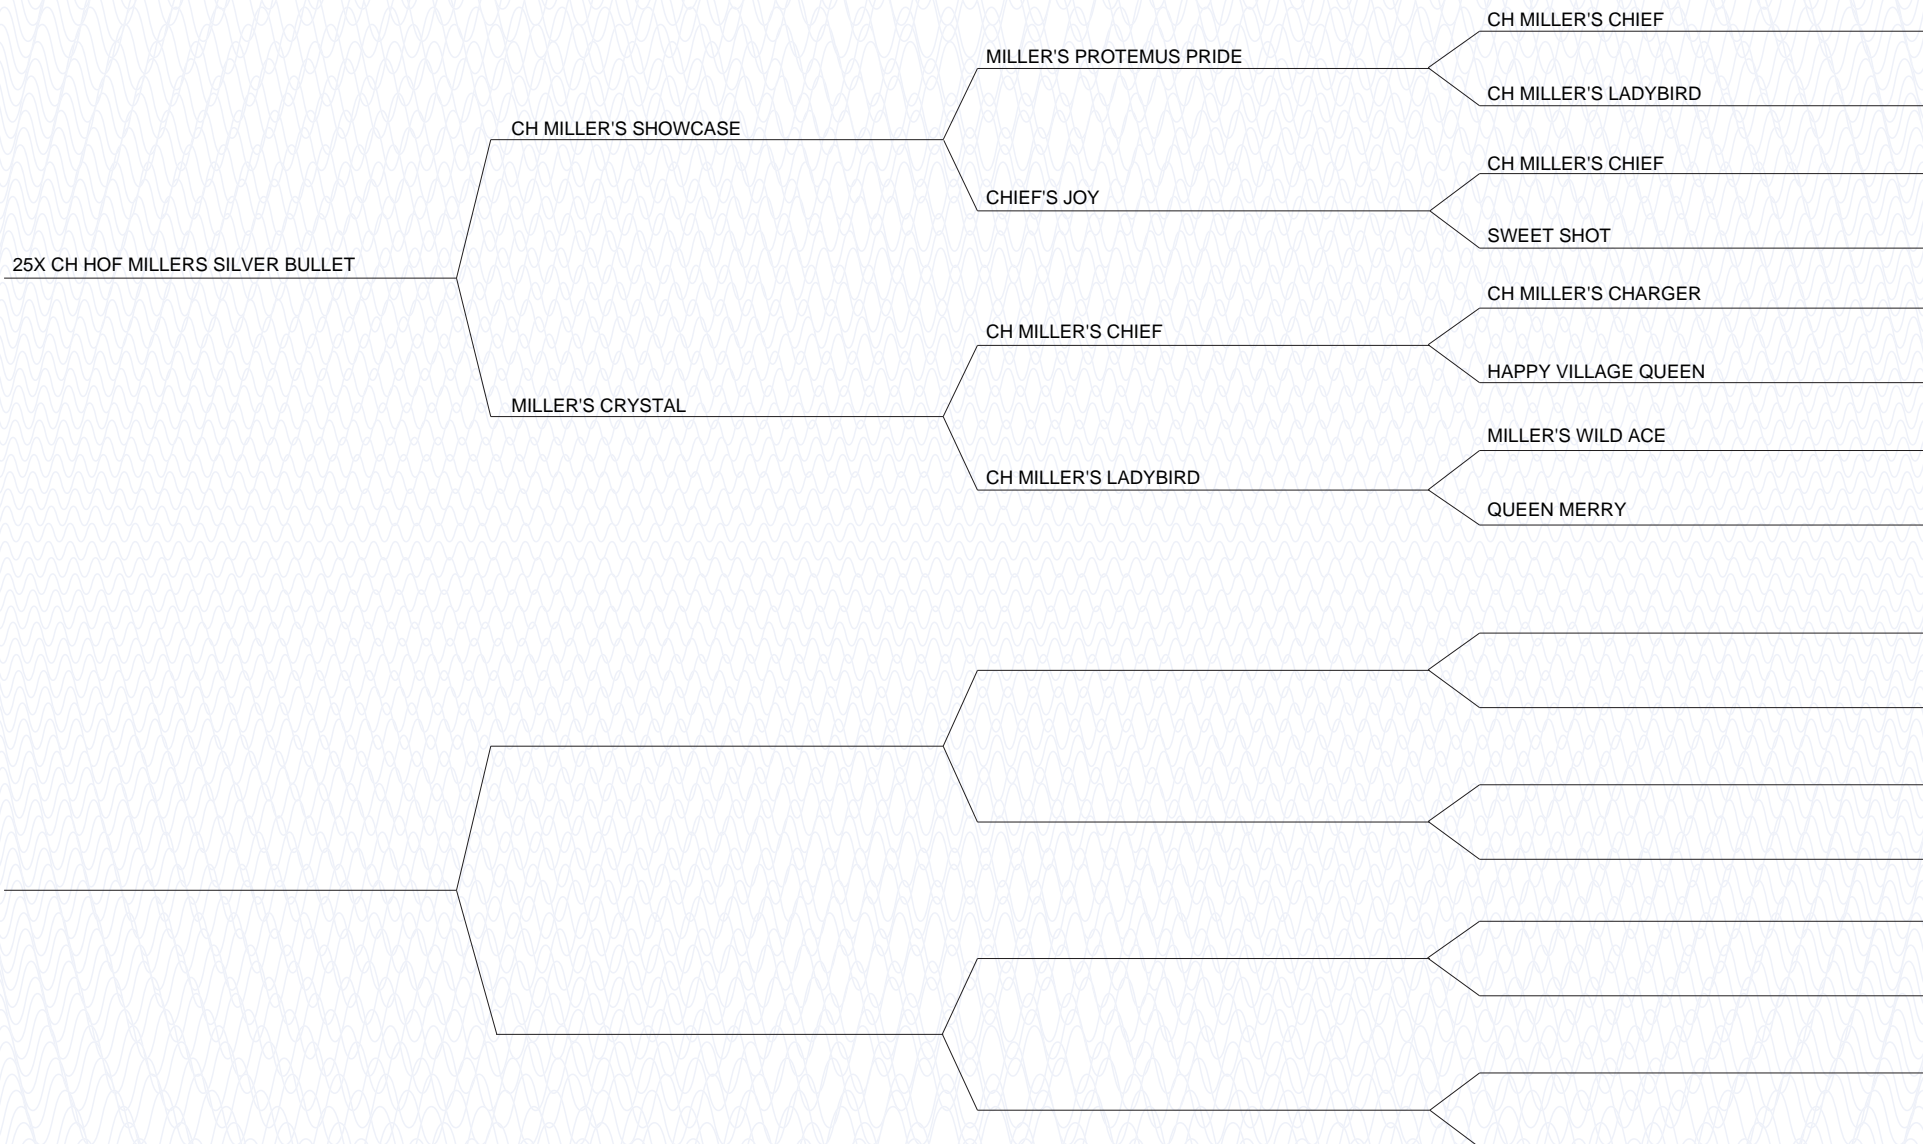 CH MILLER'S CHIEF
MILLER'S PROTEMUS PRIDE
CH MILLER'S LADYBIRD
CH MILLER'S SHOWCASE
CH MILLER'S CHIEF
CHIEF'S JOY
SWEET SHOT
25X CH HOF MILLERS SILVER BULLET
CH MILLER'S CHARGER
CH MILLER'S CHIEF
HAPPY VILLAGE QUEEN
MILLER'S CRYSTAL
MILLER'S WILD ACE
CH MILLER'S LADYBIRD
QUEEN MERRY